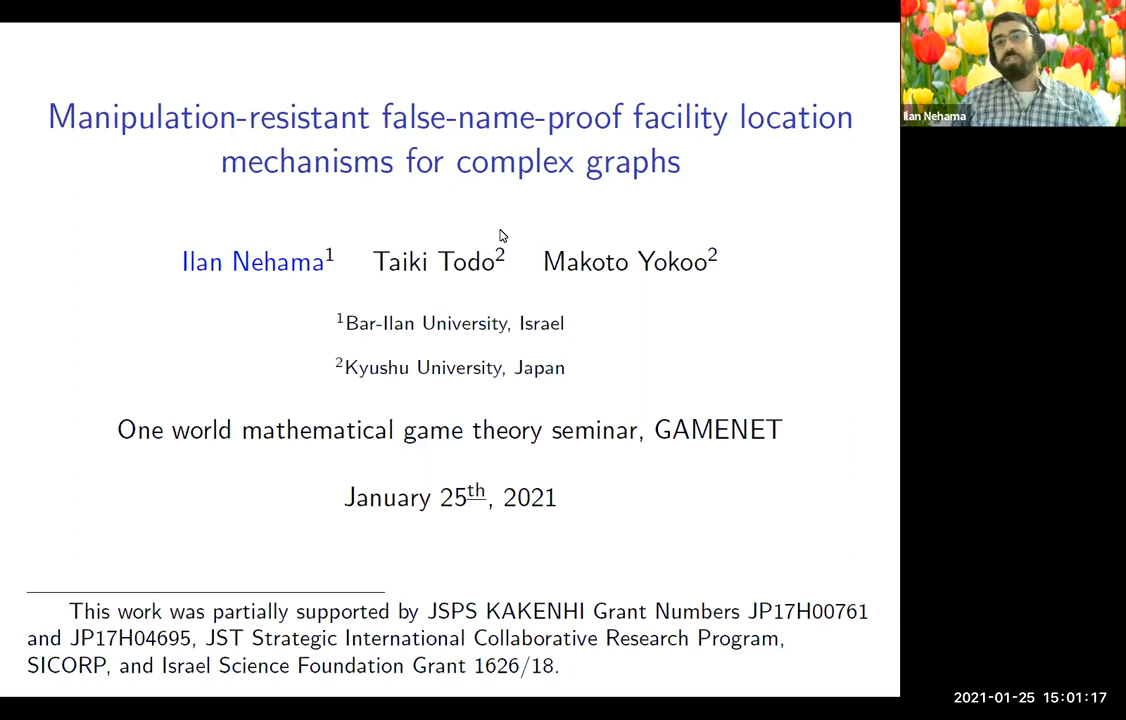 Manipulation-resistant false-name-proof facility location
mechanisms for complex graphs
Ilan Nehama1 Taiki Todo2 Makoto Yokoo2
1Bar-Ilan University, Israel
2Kyushu University, Japan
One world mathematical game theory seminar, GAMENET
January 25th, 2021
This work was partially supported by JSPS KAKENHI Grant Numbers JP17H00761
and JP17H04695, JST Strategic International Collaborative Research Program,
SICORP, and Israel Science Foundation Grant 1626/18.
Ilan Nehama
2021-01-25 15:01:17